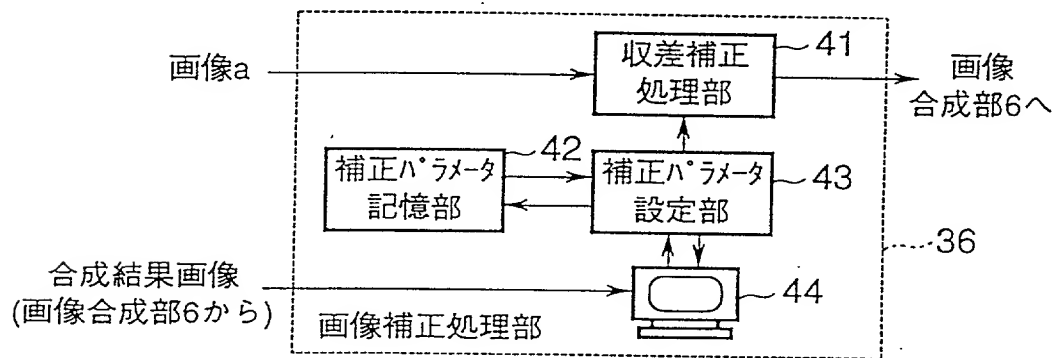 画像a
収差補正
処理部
41
画像
合成部6へ
補正パラメータ
記憶部
42
補正パラメータ
設定部
43
36
合成結果画像
(画像合成部6から)
44
画像補正処理部